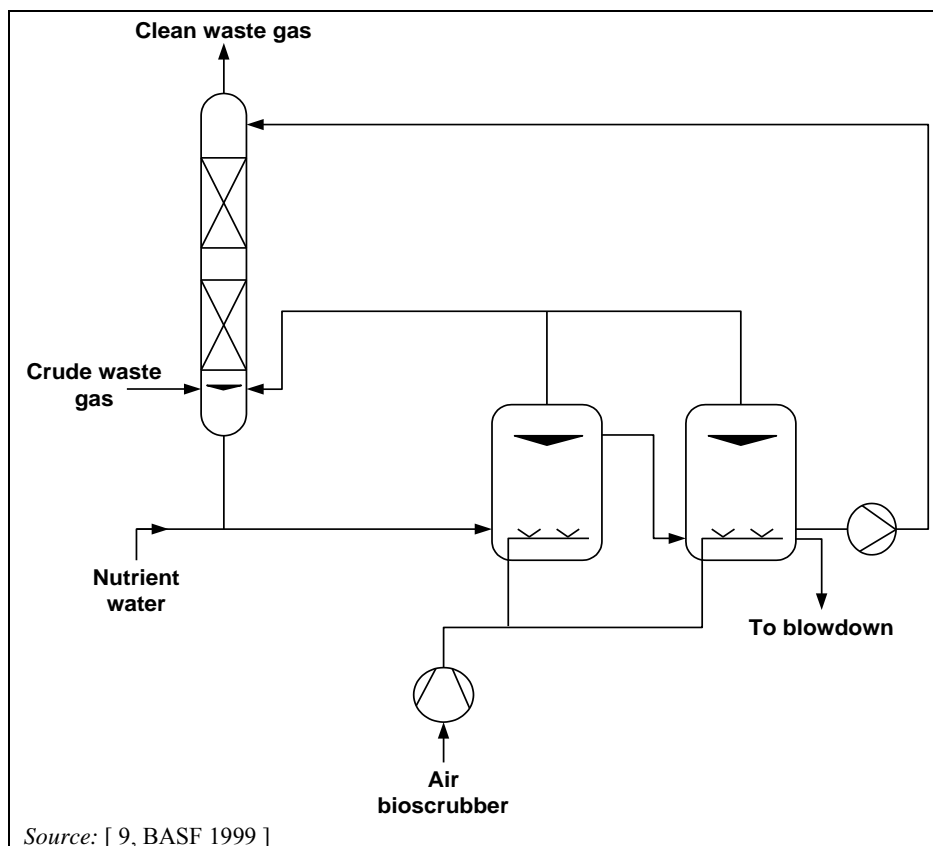 Clean waste gas
Crude waste
gas
Nutrient
water
To blowdown
Air
bioscrubber
Source: [ 9, BASF 1999 ]